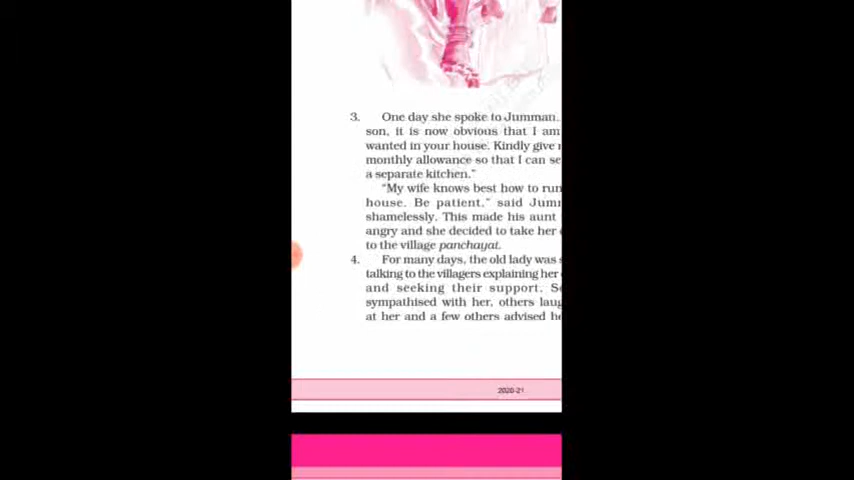 3. One day she spoke to Jumman.
son, it is now obvious that I am
wanted in your house. Kindly give
monthly allowance so that I can
a separate kitchen."
"My wife knows best how to run
house. Be patient," said
shamelessly. This made his aunt
angry and she decided to take her
to the village panchayat.
4. For many days, the old lady was
talking to the villagers explaining her
and seeking their support.
sympathised with her, others
at her and a few others advised
2020-21